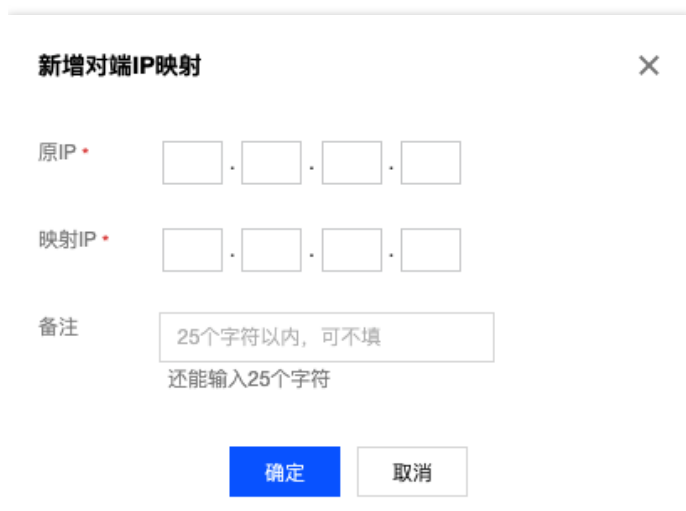 新增对端IP映射
原IP *
. . .
映射IP *
. . .
备注
25个字符以内，可不填
还能输入25个字符
确定 取消